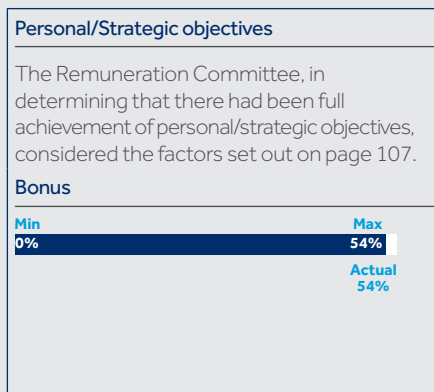 Personal/Strategic objectives
The Remuneration Committee, in
determining that there had been full
achievement of personal/strategic objectives,
considered the factors set out on page 107.
Bonus
Min Max
0% 54%
Actual
54%